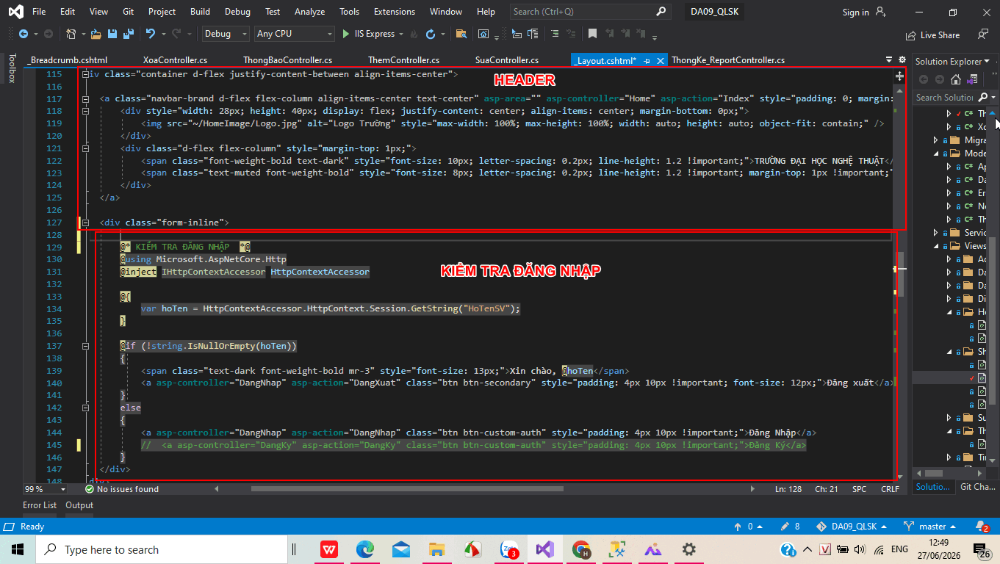 File Edit View Git Project Build Debug Test Analyze Tools Extensions Window Help Search (Ctrl+Q) DA09_QLSK Sign in
Debug Any CPU IIS Express Live Share
Toolbox
_Breadcrumb.cshtml XoaController.cs ThongBaoController.cs ThemController.cs SuaController.cs _Layout.cshtml* ThongKe_ReportController.cs
Solution Explorer
Search Solution
HEADER
115 iv class="container d-flex justify-content-between align-items-center">
116
117 <a class="navbar-brand d-flex flex-column align-items-center text-center" asp-area="" asp-controller="Home" asp-action="Index" style="padding: 0; margin:
118 <div style="width: 28px; height: 40px; display: flex; justify-content: center; align-items: center; margin-bottom: 0px;">
119 <img src="~/HomeImage/Logo.jpg" alt="Logo Trường" style="max-width: 100%; max-height: 100%; width: auto; height: auto; object-fit: contain;" />
120 </div>
121 <div class="d-flex flex-column" style="margin-top: 1px;">
122 <span class="font-weight-bold text-dark" style="font-size: 10px; letter-spacing: 0.2px; line-height: 1.2 !important;">TRƯỜNG ĐẠI HỌC NGHỆ THUẬT</
123 <span class="text-muted font-weight-bold" style="font-size: 8px; letter-spacing: 0.2px; line-height: 1.2 !important; margin-top: 1px !important;"
124 </div>
125 </a>
126
127 <div class="form-inline">
128
129 @* KIỂM TRA ĐĂNG NHẬP *@
130 @using Microsoft.AspNetCore.Http
131 @inject IHttpContextAccessor HttpContextAccessor
KIỂM TRA ĐĂNG NHẬP
132
133 @{
134 var hoTen = HttpContextAccessor.HttpContext.Session.GetString("HoTenSV");
135 }
136
137 @if (!string.IsNullOrEmpty(hoTen))
138 {
139 <span class="text-dark font-weight-bold mr-3" style="font-size: 13px;">Xin chào, @hoTen</span>
140 <a asp-controller="DangNhap" asp-action="DangXuat" class="btn btn-secondary" style="padding: 4px 10px !important; font-size: 12px;">Đăng xuất</a>
141 }
142 else
143 {
144 <a asp-controller="DangNhap" asp-action="DangNhap" class="btn btn-custom-auth" style="padding: 4px 10px !important;">Đăng Nhập</a>
145 // <a asp-controller="DangKy" asp-action="DangKy" class="btn btn-custom-auth" style="padding: 4px 10px !important;">Đăng Ký</a>
146 }
147 </div>
148 div>
C# Th
C# Xo
Migra
Mode
C# Ap
C# Da
C# Er
C# No
C# Th
Servic
Views
Ac
Da
Da
Di
Ho
Sh
Su
Th
Tir
99 % No issues found Ln: 128 Ch: 21 SPC CRLF
Solutio... Git Cha...
Error List Output
Ready 0 8 DA09_QLSK master 2
Type here to search
Zalo 3
V ENG 12:49
27/06/2026
26